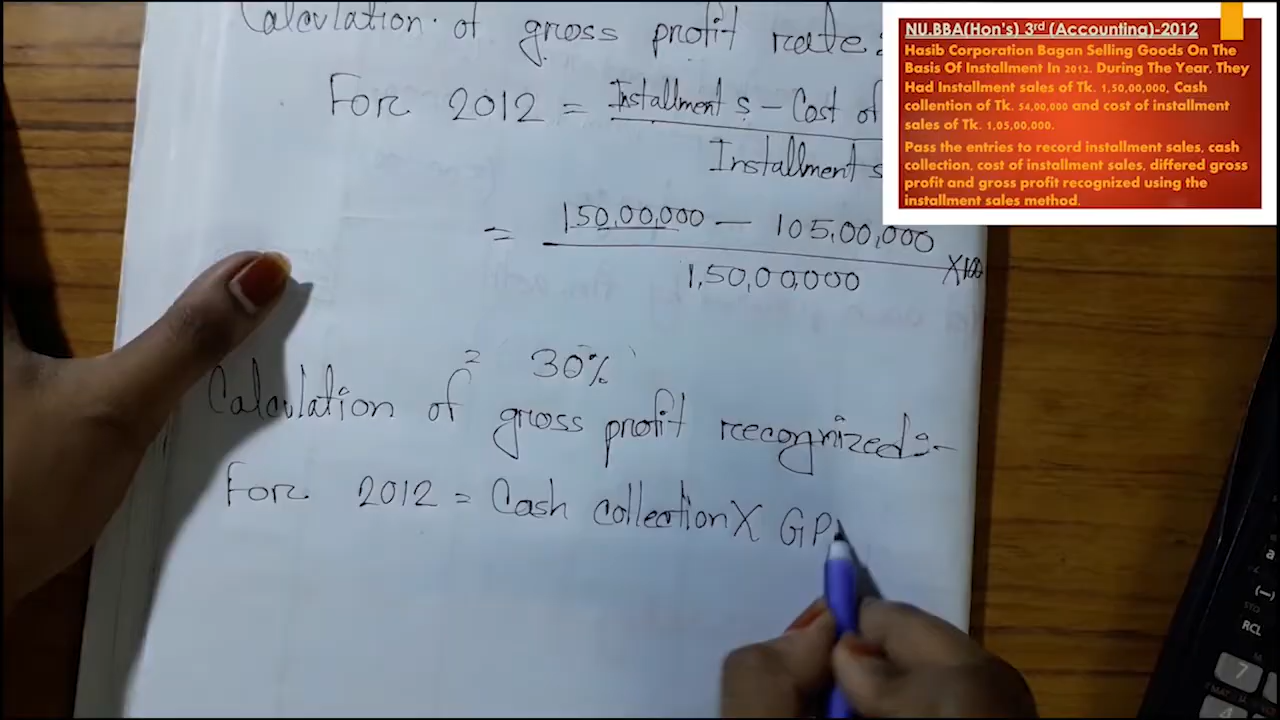 Calculation of gross profit rate:
For 2012 = Installment s - Cost of
Installment s
= 150,00,000 — 105,00,000
1,50,00,000 X100
= 30%
Calculation of gross profit recognized:-
For 2012 = Cash collection X GP
NU.BBA(Hon's) 3rd (Accounting)-2012
Hasib Corporation Bagan Selling Goods On The
Basis Of Installment In 2012. During The Year, They
Had Installment sales of Tk. 1,50,00,000, Cash
collention of Tk. 54,00,000 and cost of installment
sales of Tk. 1,05,00,000.
Pass the entries to record installment sales, cash
collection, cost of installment sales, differed gross
profit and gross profit recognized using the
installment sales method.
(—)
RCL
7
4